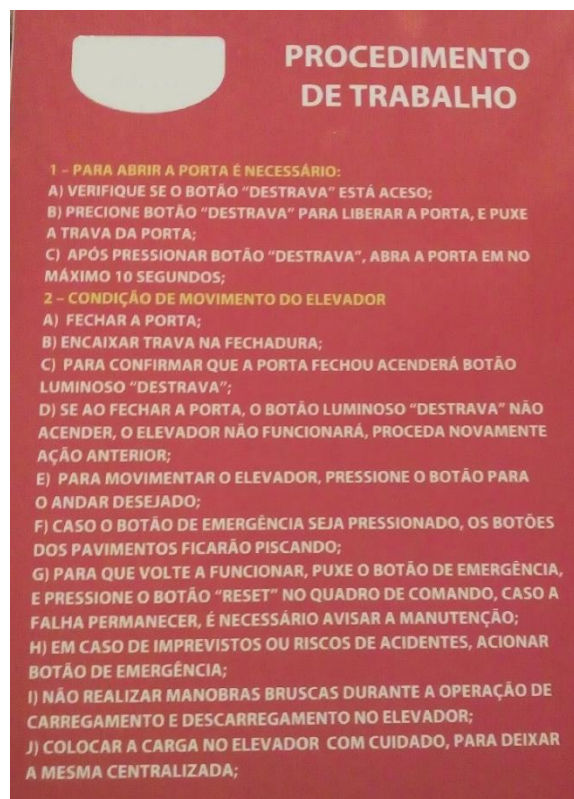 PROCEDIMENTO
DE TRABALHO
1 – PARA ABRIR A PORTA É NECESSÁRIO:
A) VERIFIQUE SE O BOTÃO “DESTRAVA” ESTÁ ACESO;
B) PRECIONE BOTÃO “DESTRAVA” PARA LIBERAR A PORTA, E PUXE
A TRAVA DA PORTA;
C) APÓS PRESSIONAR BOTÃO “DESTRAVA”, ABRA A PORTA EM NO
MÁXIMO 10 SEGUNDOS;
2 – CONDIÇÃO DE MOVIMENTO DO ELEVADOR
A) FECHAR A PORTA;
B) ENCAIXAR TRAVA NA FECHADURA;
C) PARA CONFIRMAR QUE A PORTA FECHOU ACENDERÁ BOTÃO
LUMINOSO “DESTRAVA”;
D) SE AO FECHAR A PORTA, O BOTÃO LUMINOSO “DESTRAVA” NÃO
ACENDER, O ELEVADOR NÃO FUNCIONARÁ, PROCEDA NOVAMENTE
AÇÃO ANTERIOR;
E) PARA MOVIMENTAR O ELEVADOR, PRESSIONE O BOTÃO PARA
O ANDAR DESEJADO;
F) CASO O BOTÃO DE EMERGÊNCIA SEJA PRESSIONADO, OS BOTÕES
DOS PAVIMENTOS FICARÃO PISCANDO;
G) PARA QUE VOLTE A FUNCIONAR, PUXE O BOTÃO DE EMERGÊNCIA,
E PRESSIONE O BOTÃO “RESET” NO QUADRO DE COMANDO, CASO A
FALHA PERMANECER, É NECESSÁRIO AVISAR A MANUTENÇÃO;
H) EM CASO DE IMPREVISTOS OU RISCOS DE ACIDENTES, ACIONAR
BOTÃO DE EMERGÊNCIA;
I) NÃO REALIZAR MANOBRAS BRUSCAS DURANTE A OPERAÇÃO DE
CARREGAMENTO E DESCARREGAMENTO NO ELEVADOR;
J) COLOCAR A CARGA NO ELEVADOR COM CUIDADO, PARA DEIXAR
A MESMA CENTRALIZADA;